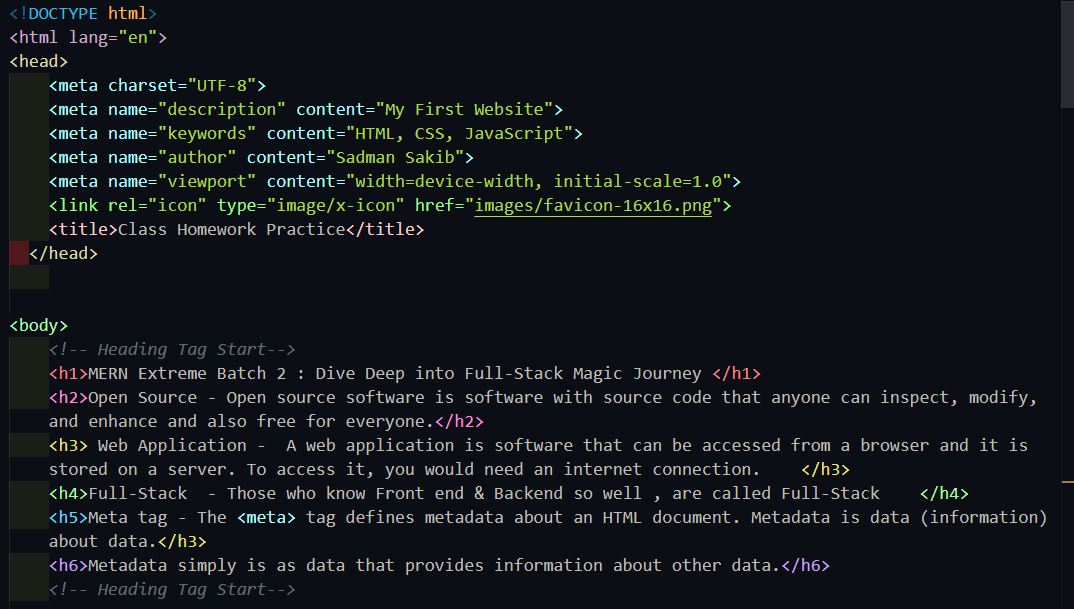 <!DOCTYPE html>
<html lang="en">
<head>
<meta charset="UTF-8">
<meta name="description" content="My First Website">
<meta name="keywords" content="HTML, CSS, JavaScript">
<meta name="author" content="Sadman Sakib">
<meta name="viewport" content="width=device-width, initial-scale=1.0">
<link rel="icon" type="image/x-icon" href="images/favicon-16x16.png">
<title>Class Homework Practice</title>
</head>
<body>
<!-- Heading Tag Start-->
<h1>MERN Extreme Batch 2 : Dive Deep into Full-Stack Magic Journey </h1>
<h2>Open Source - Open source software is software with source code that anyone can inspect, modify,
and enhance and also free for everyone.</h2>
<h3> Web Application -  A web application is software that can be accessed from a browser and it is
stored on a server. To access it, you would need an internet connection.    </h3>
<h4>Full-Stack  - Those who know Front end & Backend so well , are called Full-Stack    </h4>
<h5>Meta tag - The <meta> tag defines metadata about an HTML document. Metadata is data (information)
about data.</h3>
<h6>Metadata simply is as data that provides information about other data.</h6>
<!-- Heading Tag Start-->